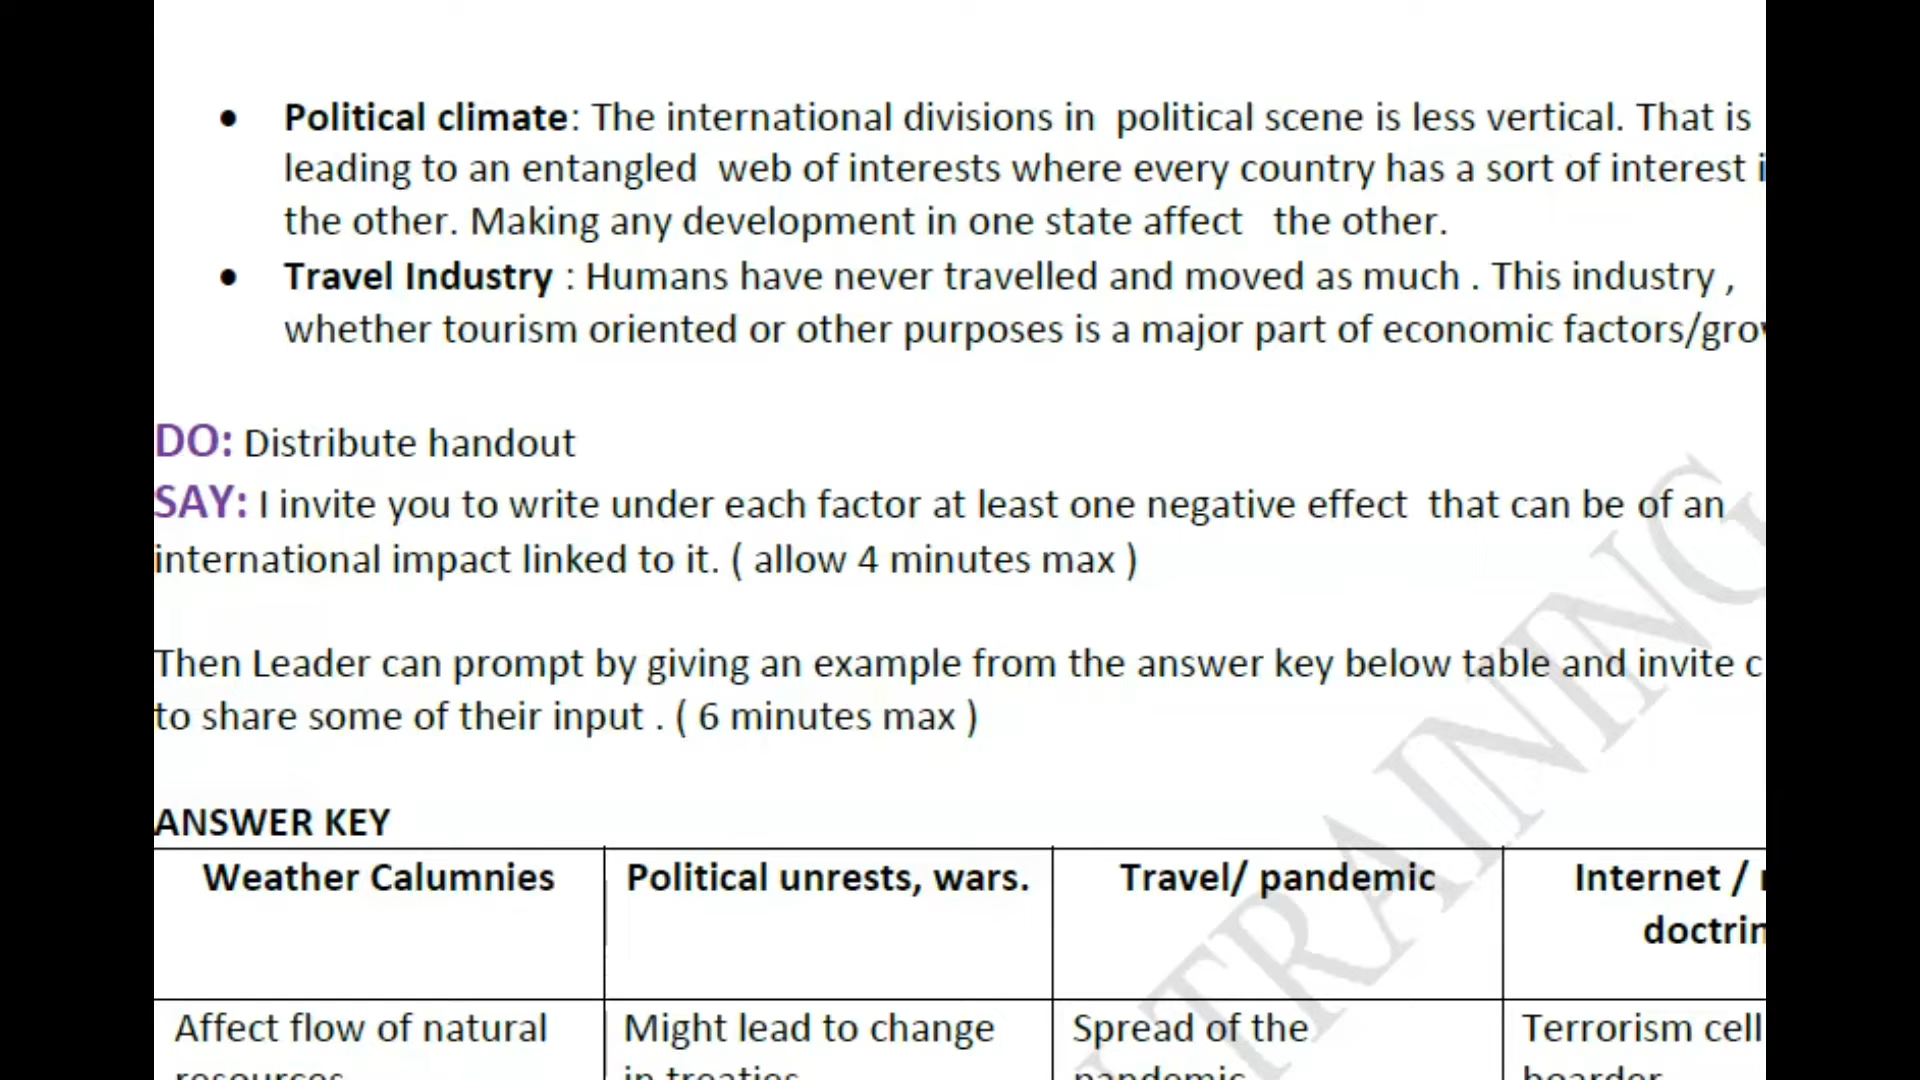 • Political climate: The international divisions in political scene is less vertical. That is
leading to an entangled web of interests where every country has a sort of interest
the other. Making any development in one state affect the other.
• Travel Industry : Humans have never travelled and moved as much . This industry ,
whether tourism oriented or other purposes is a major part of economic factors/
DO: Distribute handout
SAY: I invite you to write under each factor at least one negative effect that can be of an
international impact linked to it. ( allow 4 minutes max )
Then Leader can prompt by giving an example from the answer key below table and invite
to share some of their input . ( 6 minutes max )
ANSWER KEY
Weather Calumnies Political unrests, wars. Travel/ pandemic Internet /
Affect flow of natural Might lead to change Spread of the Terrorism cell
resources in treaties pandemic
TRAINING